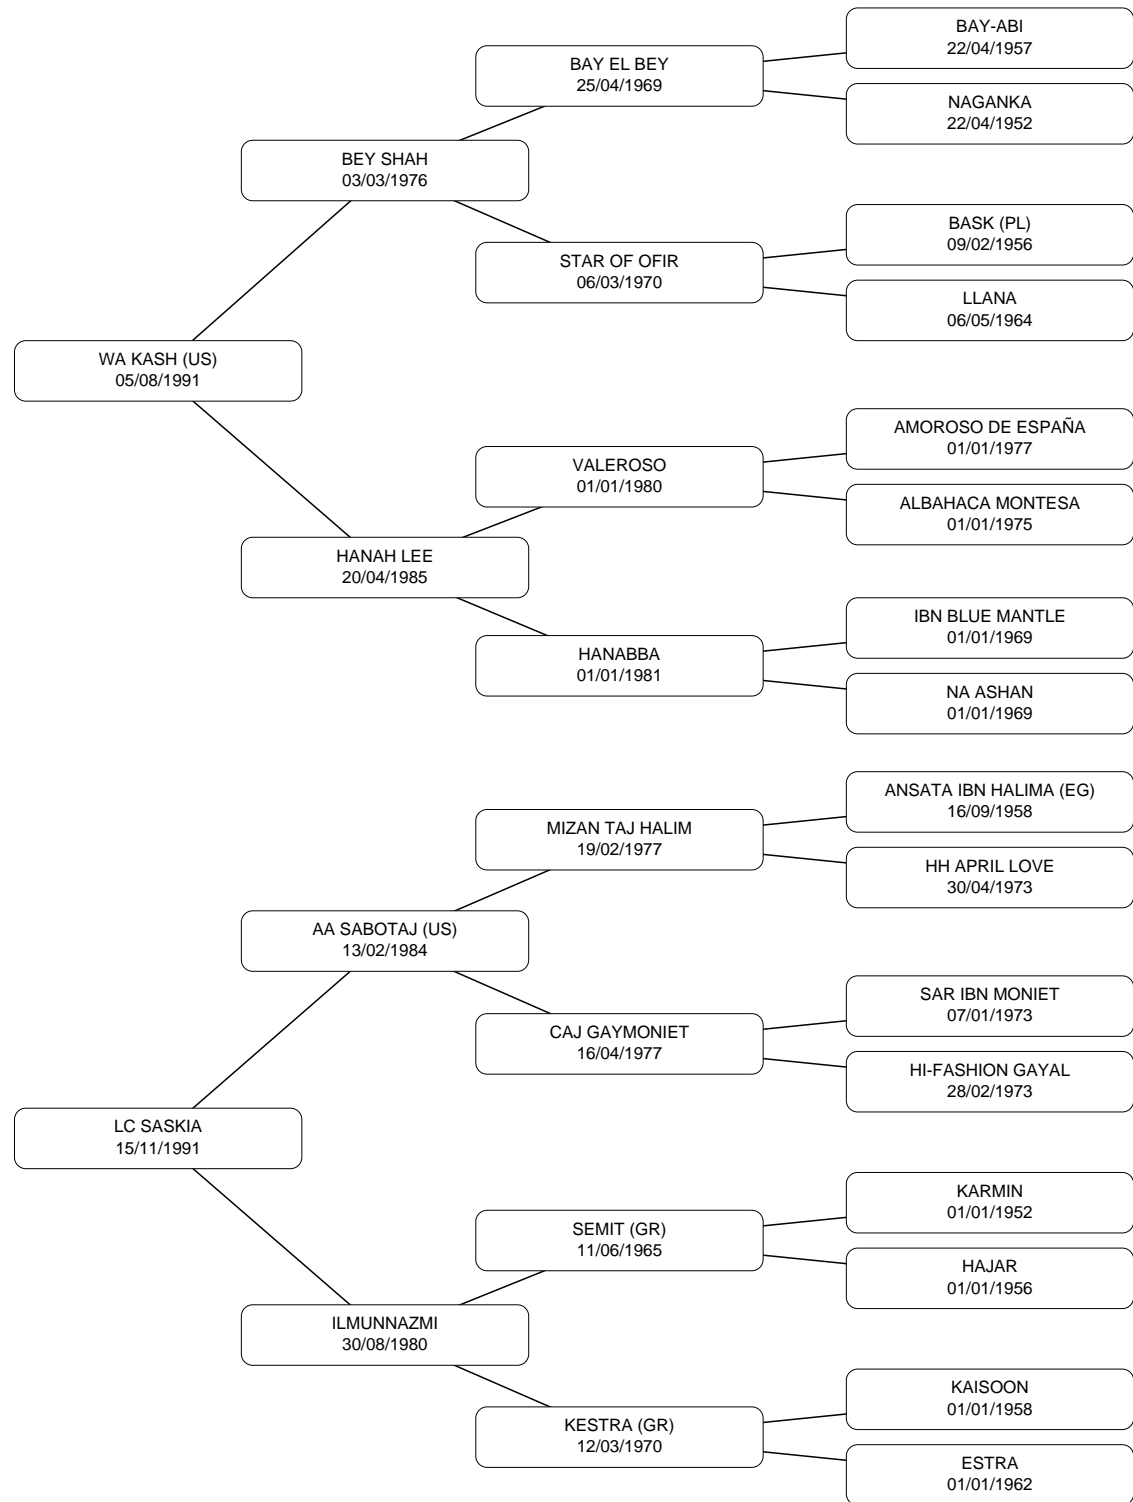 BAY-ABI
22/04/1957
BAY EL BEY
25/04/1969
NAGANKA
22/04/1952
BEY SHAH
03/03/1976
BASK (PL)
09/02/1956
STAR OF OFIR
06/03/1970
LLANA
06/05/1964
WA KASH (US)
05/08/1991
AMOROSO DE ESPAÑA
01/01/1977
VALEROSO
01/01/1980
ALBAHACA MONTESA
01/01/1975
HANAH LEE
20/04/1985
IBN BLUE MANTLE
01/01/1969
HANABBA
01/01/1981
NA ASHAN
01/01/1969
ANSATA IBN HALIMA (EG)
16/09/1958
MIZAN TAJ HALIM
19/02/1977
HH APRIL LOVE
30/04/1973
AA SABOTAJ (US)
13/02/1984
SAR IBN MONIET
07/01/1973
CAJ GAYMONIET
16/04/1977
HI-FASHION GAYAL
28/02/1973
LC SASKIA
15/11/1991
KARMIN
01/01/1952
SEMIT (GR)
11/06/1965
HAJAR
01/01/1956
ILMUNNAZMI
30/08/1980
KAISOON
01/01/1958
KESTRA (GR)
12/03/1970
ESTRA
01/01/1962